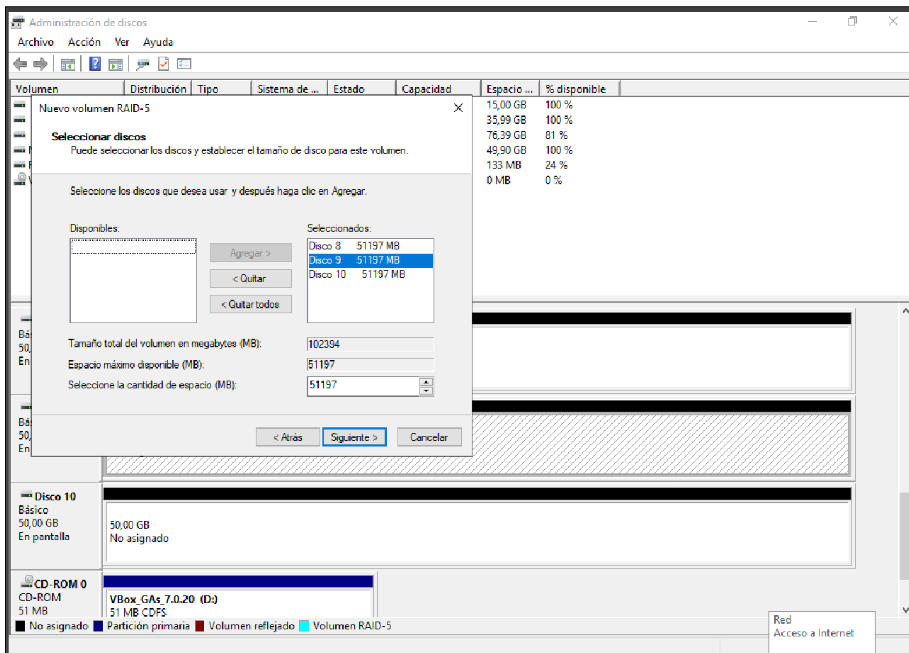 Administración de discos
Archivo Acción Ver Ayuda
Volumen Distribución Tipo Sistema de ... Estado Capacidad Espacio ... % disponible
15,00 GB 100 %
35,99 GB 100 %
76,39 GB 81 %
49,90 GB 100 %
133 MB 24 %
0 MB 0 %
Nuevo volumen RAID-5
Seleccionar discos
Puede seleccionar los discos y establecer el tamaño de disco para este volumen.
Seleccione los discos que desea usar y después haga clic en Agregar.
Disponibles:
Seleccionados:
Agregar >
< Quitar
< Quitar todos
Disco 8 51197 MB
Disco 9 51197 MB
Disco 10 51197 MB
Tamaño total del volumen en megabytes (MB): 102394
Espacio máximo disponible (MB): 51197
Seleccione la cantidad de espacio (MB): 51197
< Atrás Siguiente > Cancelar
Bás
50,
En
Bás
50,
En
Disco 10
Básico
50,00 GB
En pantalla
50,00 GB
No asignado
CD-ROM 0
CD-ROM
51 MB
VBox_GAs_7.0.20 (D:)
51 MB CDFS
No asignado Partición primaria Volumen reflejado Volumen RAID-5
Red
Acceso a Internet